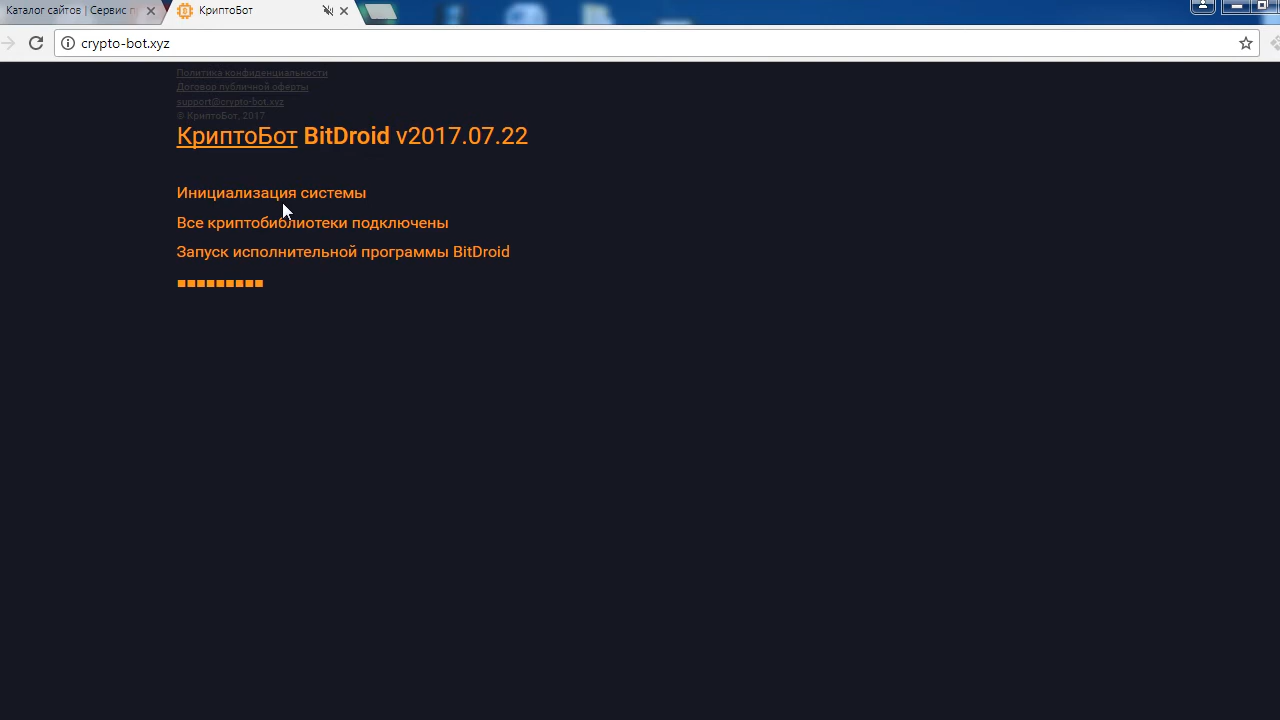 Каталог сайтов | Сервис п
КриптоБот
crypto-bot.xyz
Политика конфиденциальности
Договор публичной оферты
support@crypto-bot.xyz
© КриптоБот, 2017
КриптоБот BitDroid v2017.07.22
Инициализация системы
Все криптобиблиотеки подключены
Запуск исполнительной программы BitDroid